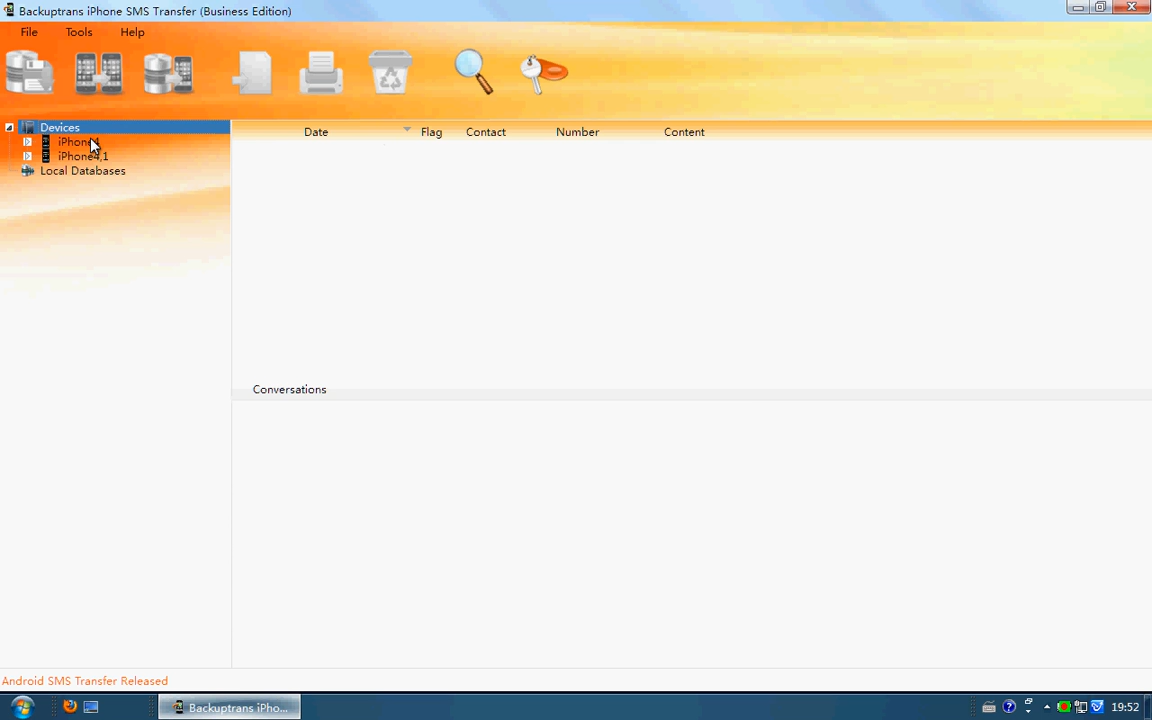 Backuptrans iPhone SMS Transfer (Business Edition)
File Tools Help
Devices
Date Flag Contact Number Content
iPhone4,1
Local Databases
Conversations
Android SMS Transfer Released
Backuptrans iPho...
19:52